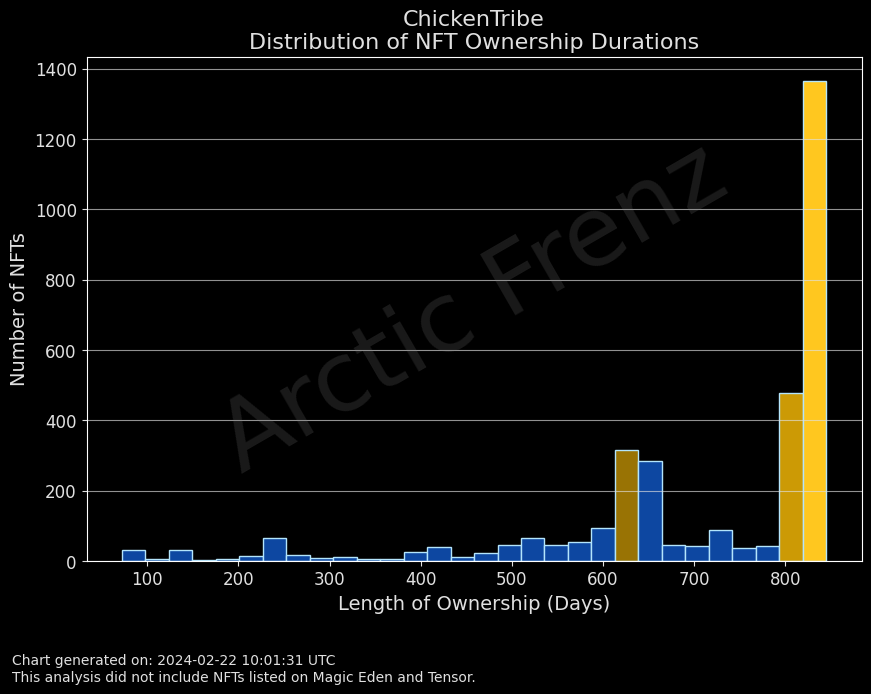 ChickenTribe
Distribution of NFT Ownership Durations
1400
1200
1000
800
600
400
200
0
Number of NFTs
Arctic Frenz
100 200 300 400 500 600 700 800
Length of Ownership (Days)
Chart generated on: 2024-02-22 10:01:31 UTC
This analysis did not include NFTs listed on Magic Eden and Tensor.